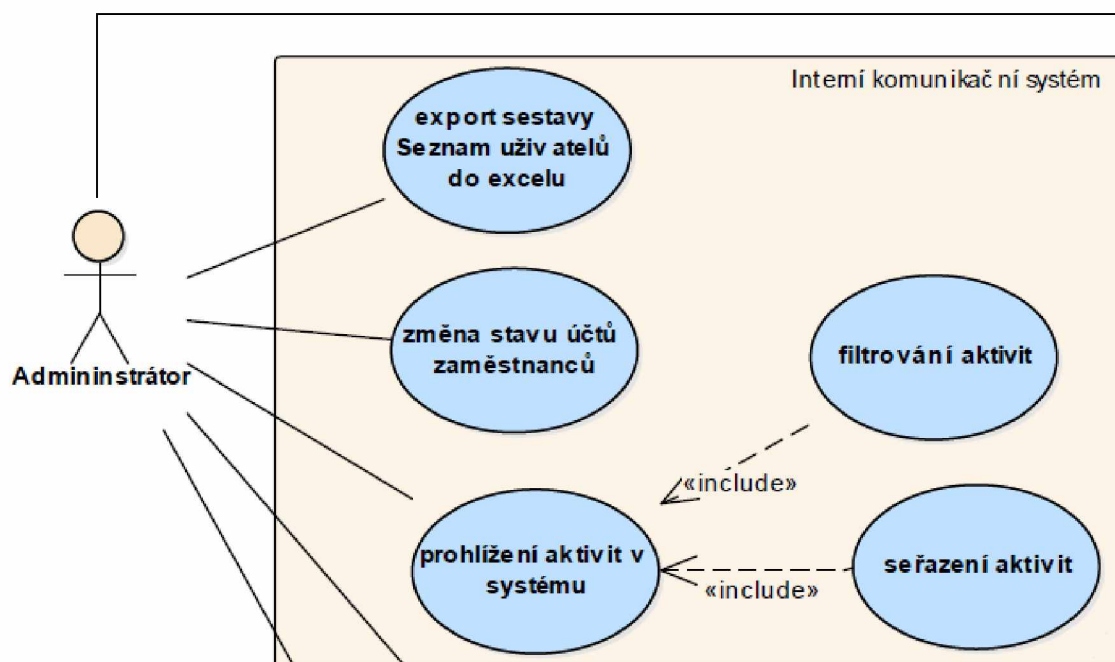 Interní komunikační systém
export sestavy
Seznam uživatelů
do excelu
Admininstrátor
změna stavu účtů
zaměstnanců
filtrování aktivit
«include»
prohlížení aktivit v
systému
seřazení aktivit
«include»